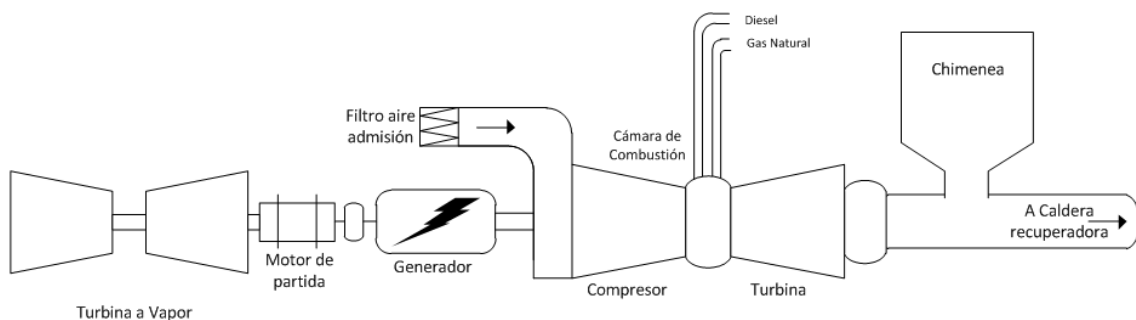 Diesel
Gas Natural
Chimenea
Filtro aire
admisión
Cámara de
Combustión
A Caldera
recuperadora
Motor de
partida
Generador
Compresor
Turbina
Turbina a Vapor